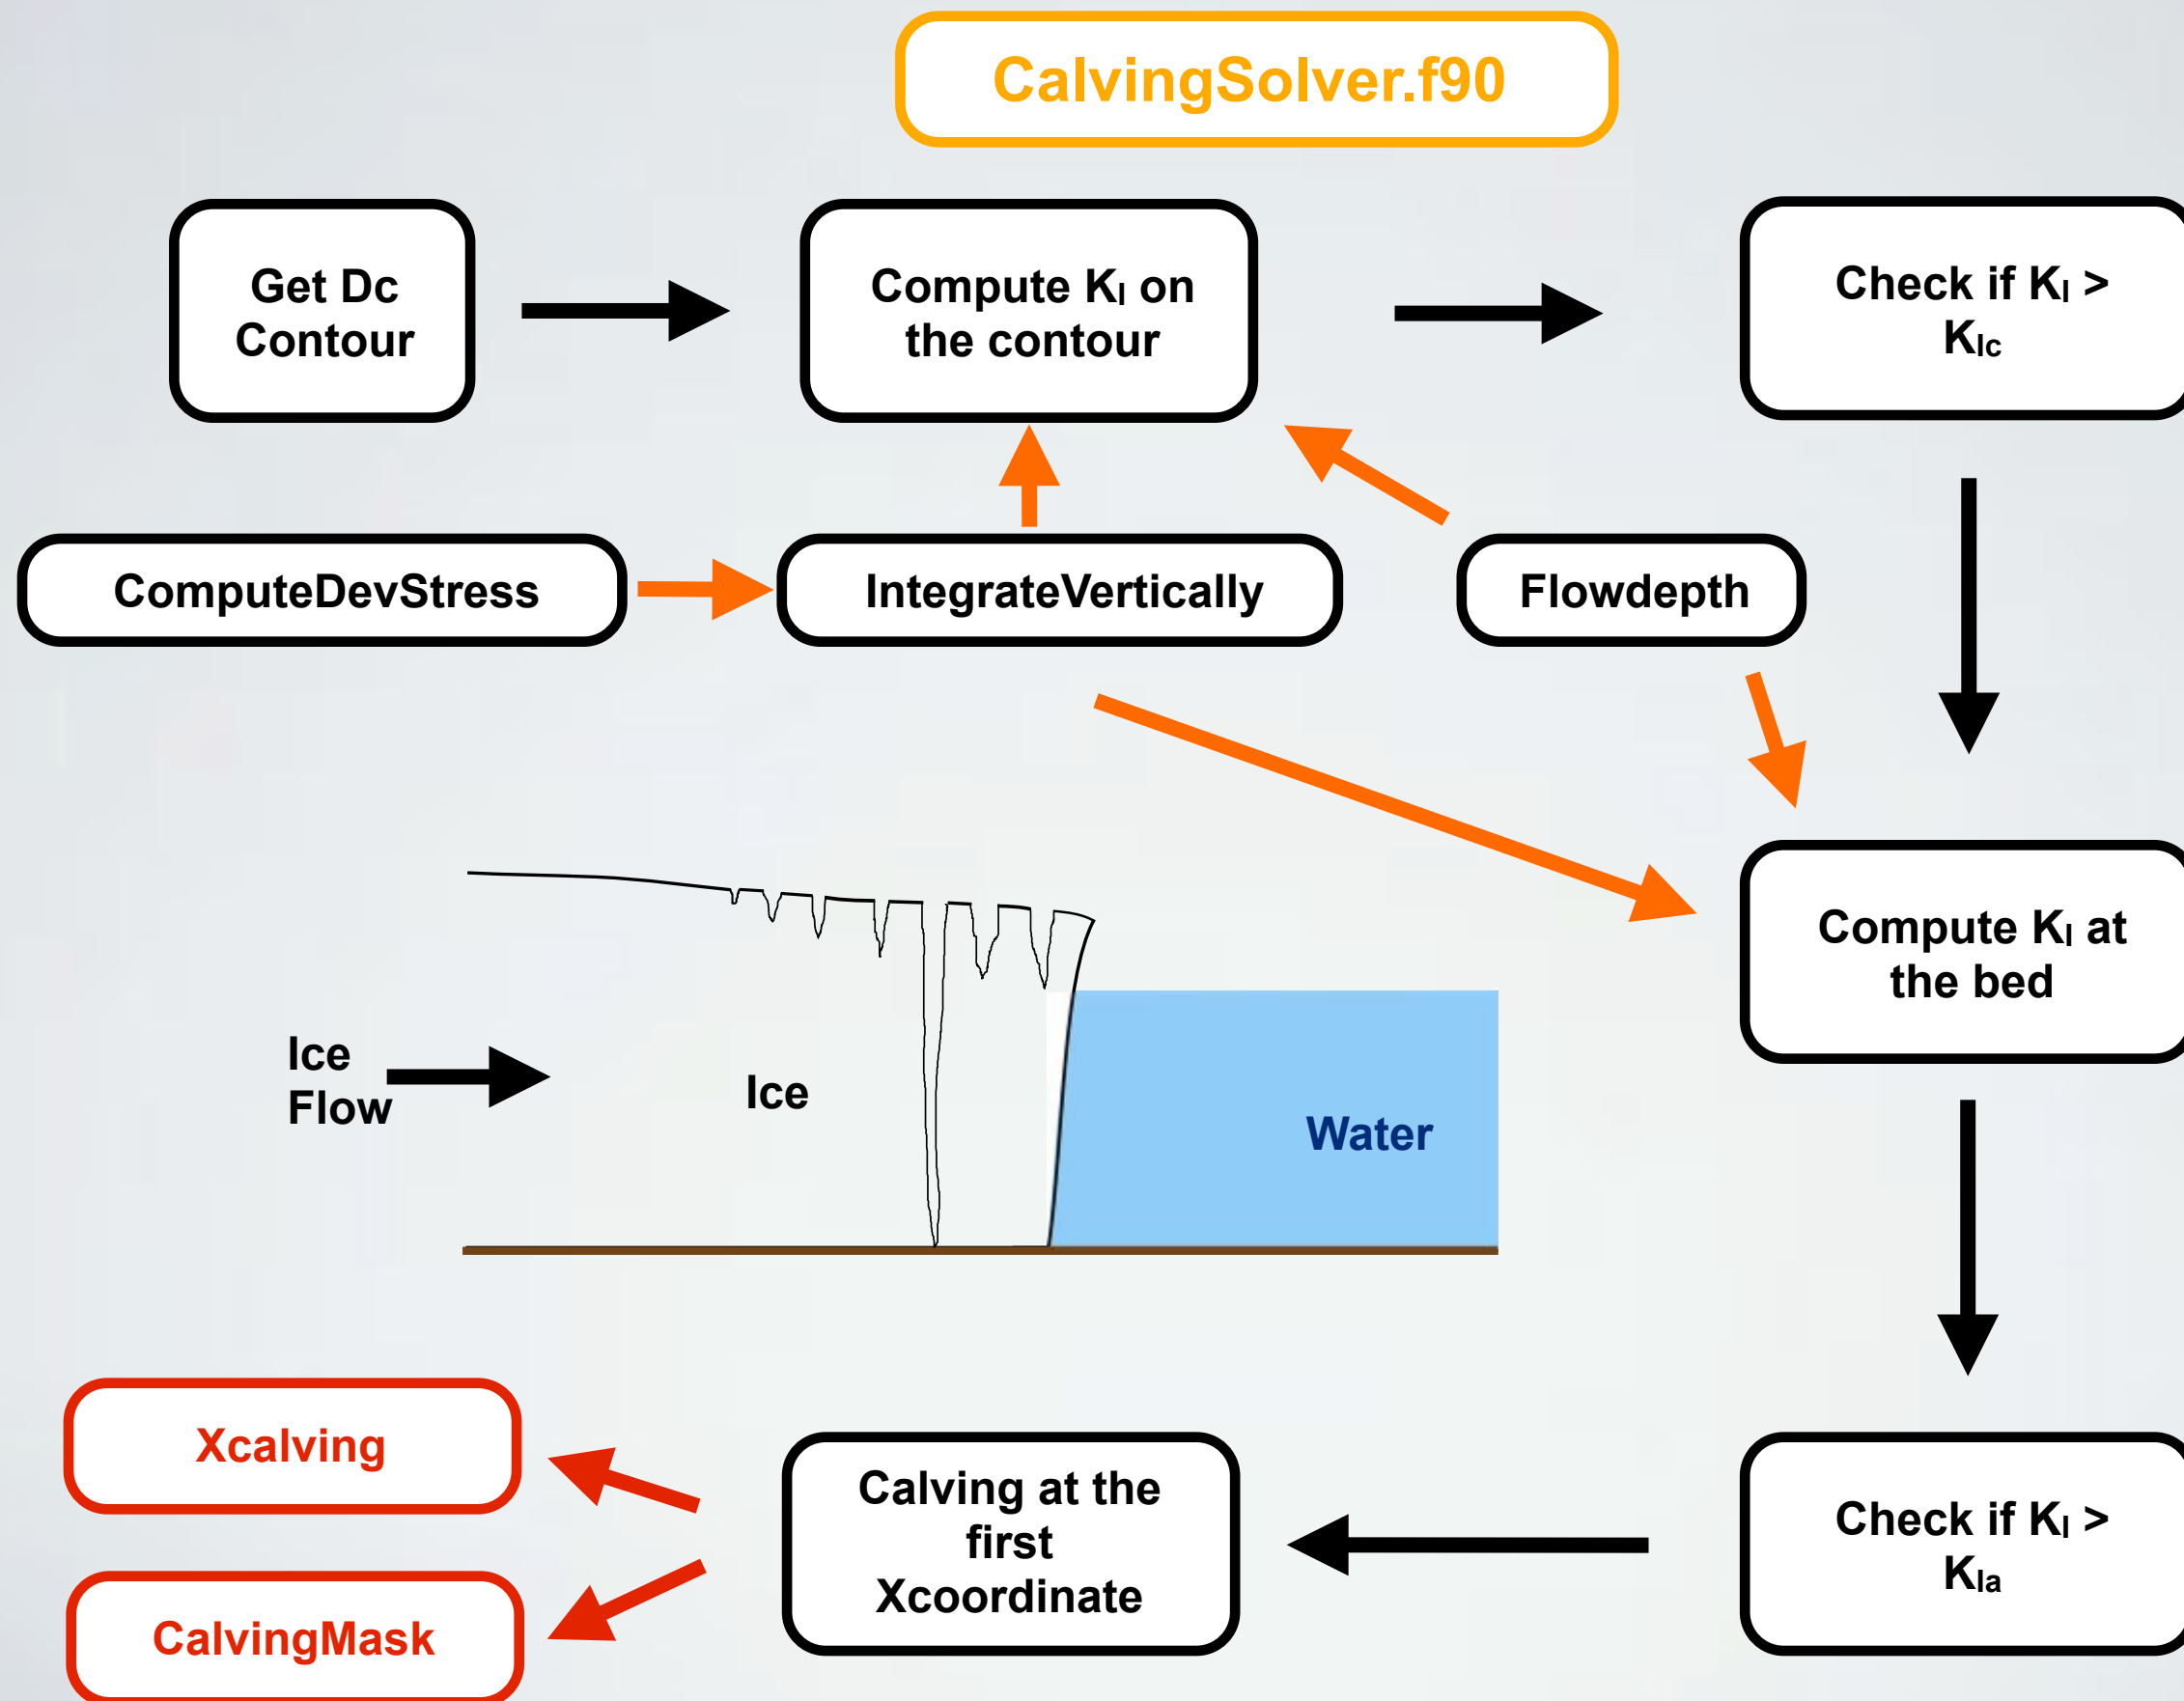 CalvingSolver.f90
Get Dc
Contour
Compute KI on
the contour
Check if KI >
KIc
ComputeDevStress
IntegrateVertically
Flowdepth
Compute KI at
the bed
Ice
Flow
Ice
Water
Xcalving
Calving at the
first
Xcoordinate
Check if KI >
KIa
CalvingMask